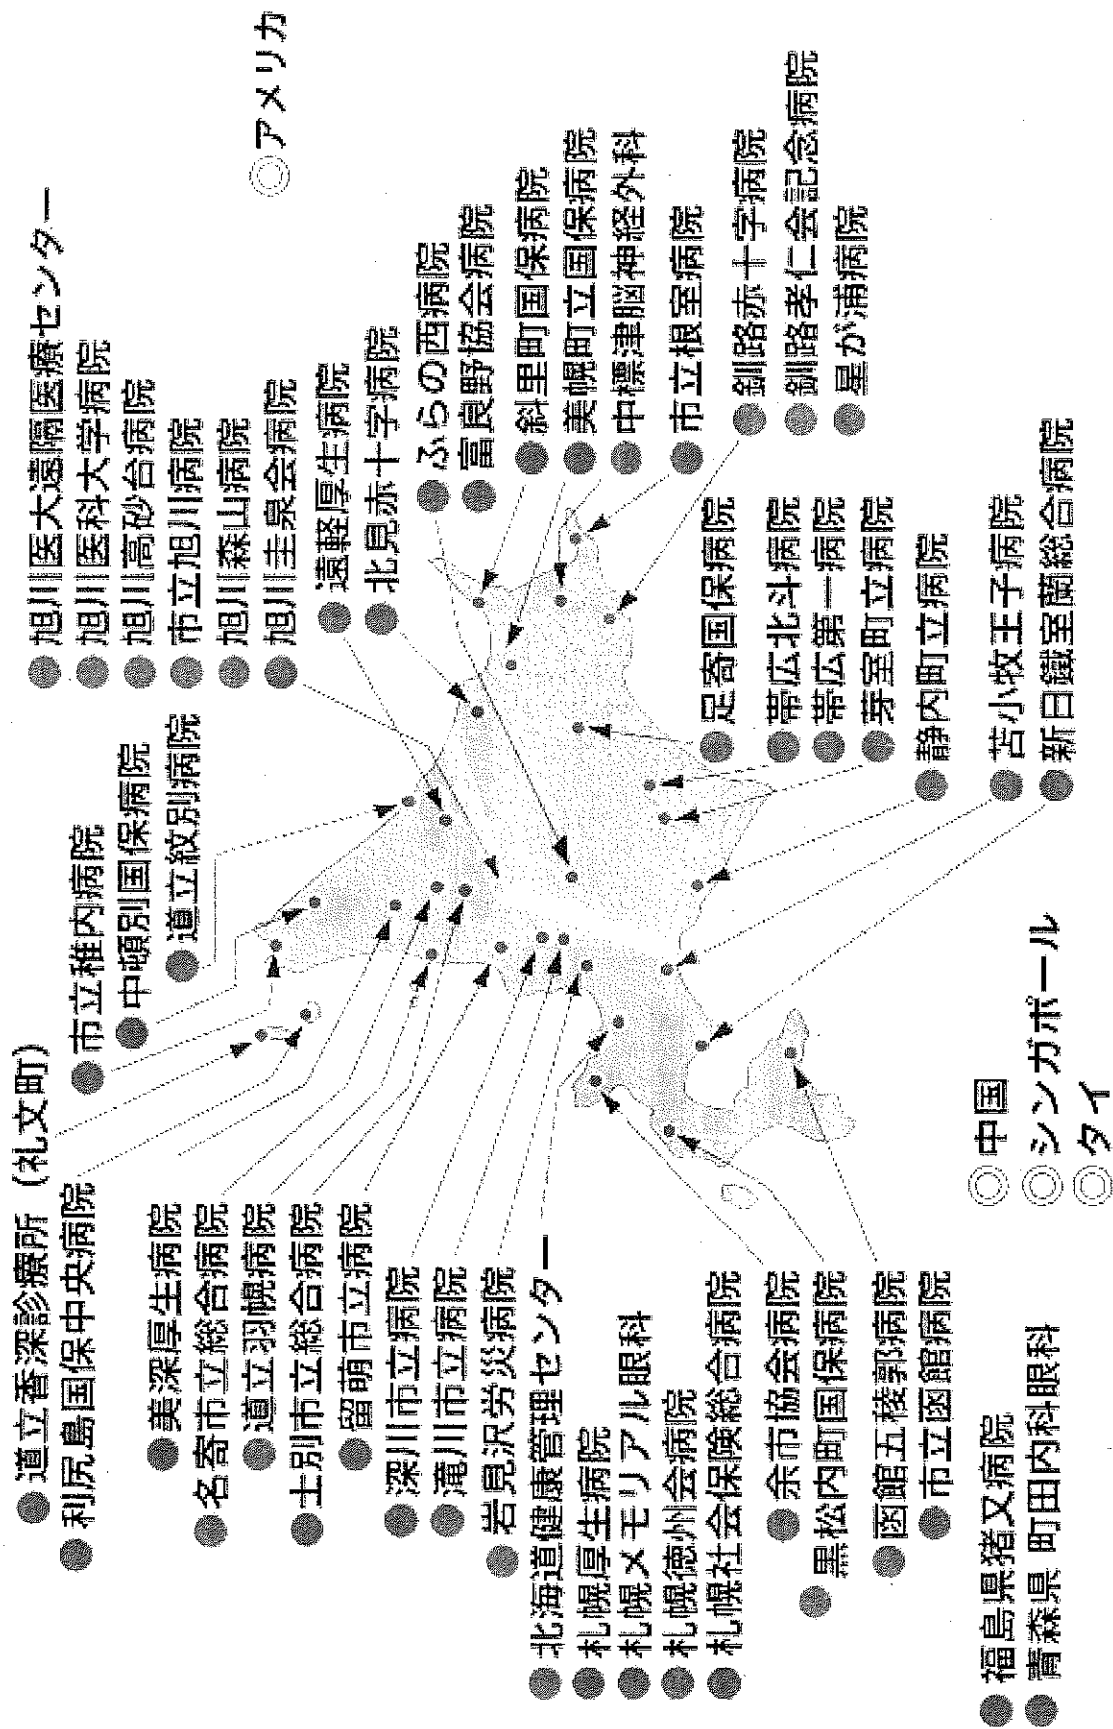 道立香深診療所 (礼文町)
利尻島国保中央病院
市立稚内病院
中頓別国保病院
道立紋別病院
旭川医大遠隔医療センター
旭川医科大学病院
旭川高砂台病院
市立旭川病院
旭川森山病院
旭川圭泉会病院
遠軽厚生病院
北見赤十字病院
アメリカ
ふらの西病院
富良野協会病院
斜里町国保病院
美幌町立国保病院
中標津脳神経外科
市立根室病院
釧路赤十字病院
釧路孝仁会記念病院
星が浦病院
足寄国保病院
帯広北斗病院
帯広第一病院
芽室町立病院
静内町立病院
苫小牧王子病院
新日鐵室蘭総合病院
美深厚生病院
名寄市立総合病院
道立羽幌病院
士別市立総合病院
留萌市立病院
深川市立病院
滝川市立病院
岩見沢労災病院
北海道健康管理センター
札幌厚生病院
札幌メモリアル眼科
札幌徳州会病院
札幌社会保険総合病院
余市協会病院
黒松内町国保病院
函館五稜郭病院
市立函館病院
中国
シンガポール
タイ
福島県猪又病院
青森県 町田内科眼科